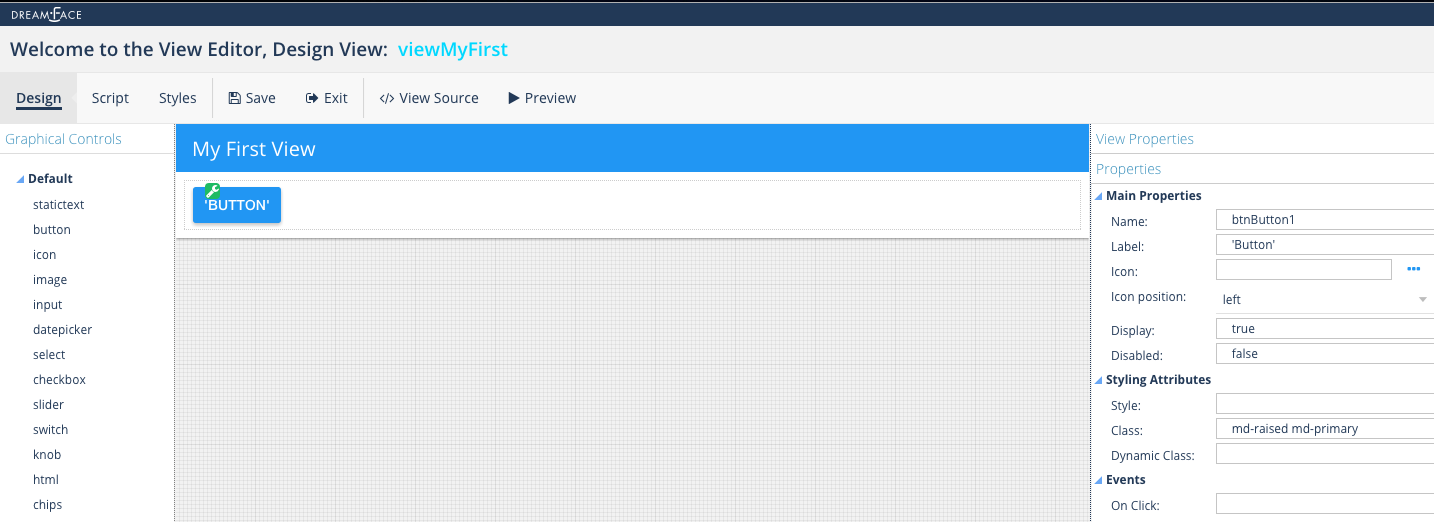 DREAMFACE
Welcome to the View Editor, Design View: viewMyFirst
Design Script Styles Save Exit </> View Source Preview
Graphical Controls
Default
statictext
button
icon
image
input
datepicker
select
checkbox
slider
switch
knob
html
chips
My First View
'BUTTON'
View Properties
Properties
Main Properties
Name: btnButton1
Label: 'Button'
Icon: •••
Icon position: left
Display: true
Disabled: false
Styling Attributes
Style:
Class: md-raised md-primary
Dynamic Class:
Events
On Click: